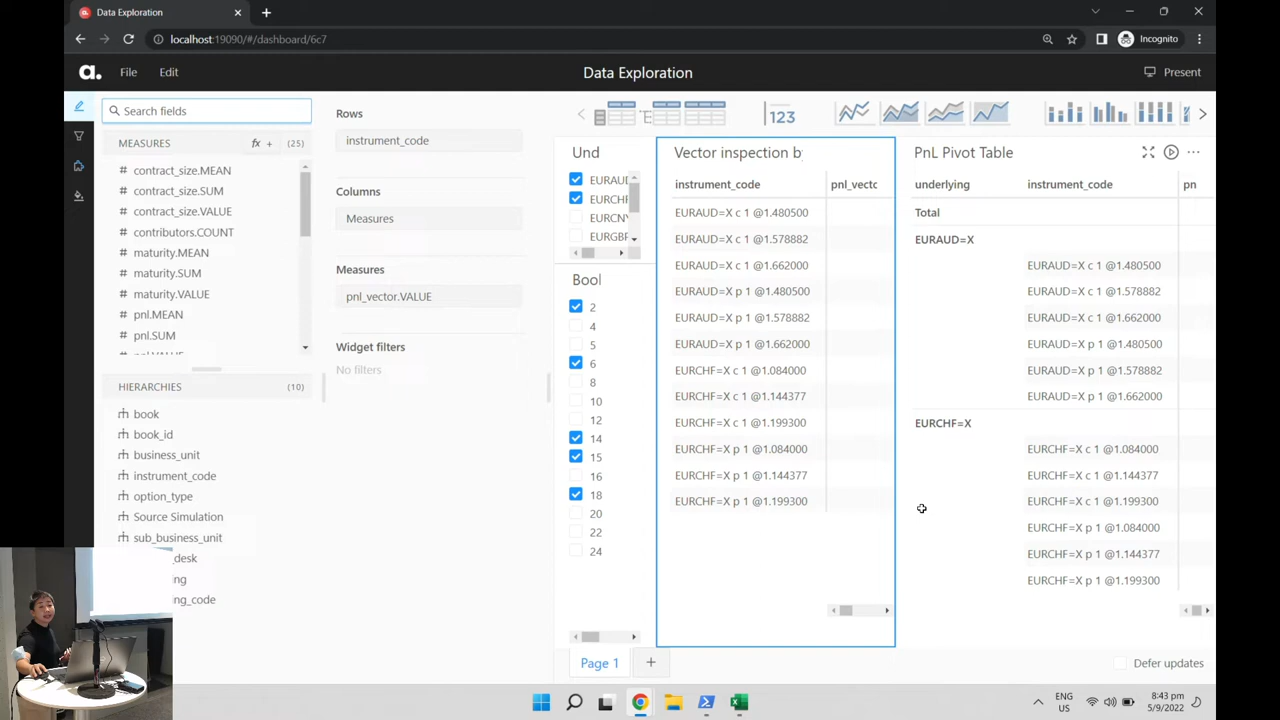 Data Exploration
localhost:19090/#/dashboard/6c7
Incognito
a.
File
Edit
Data Exploration
Present
Search fields
MEASURES
fx +
(25)
# contract_size.MEAN
# contract_size.SUM
# contract_size.VALUE
# contributors.COUNT
# maturity.MEAN
# maturity.SUM
# maturity.VALUE
# pnl.MEAN
# pnl.SUM
HIERARCHIES
(10)
book
book_id
business_unit
instrument_code
option_type
Source Simulation
sub_business_unit
_desk
ing
ng_code
Rows
instrument_code
Columns
Measures
Measures
pnl_vector.VALUE
Widget filters
No filters
123
Und
EURAUD
EURCHF
EURCNY
EURGBP
Bool
2
4
5
6
8
10
12
14
15
16
18
20
22
24
Vector inspection by
instrument_code
pnl_vectc
EURAUD=X c 1 @1.480500
EURAUD=X c 1 @1.578882
EURAUD=X c 1 @1.662000
EURAUD=X p 1 @1.480500
EURAUD=X p 1 @1.578882
EURAUD=X p 1 @1.662000
EURCHF=X c 1 @1.084000
EURCHF=X c 1 @1.144377
EURCHF=X c 1 @1.199300
EURCHF=X p 1 @1.084000
EURCHF=X p 1 @1.144377
EURCHF=X p 1 @1.199300
PnL Pivot Table
underlying
instrument_code
pn
Total
EURAUD=X
EURAUD=X c 1 @1.480500
EURAUD=X c 1 @1.578882
EURAUD=X c 1 @1.662000
EURAUD=X p 1 @1.480500
EURAUD=X p 1 @1.578882
EURAUD=X p 1 @1.662000
EURCHF=X
EURCHF=X c 1 @1.084000
EURCHF=X c 1 @1.144377
EURCHF=X c 1 @1.199300
EURCHF=X p 1 @1.084000
EURCHF=X p 1 @1.144377
EURCHF=X p 1 @1.199300
Page 1
+
Defer updates
ENG
US
8:43 pm
5/9/2022